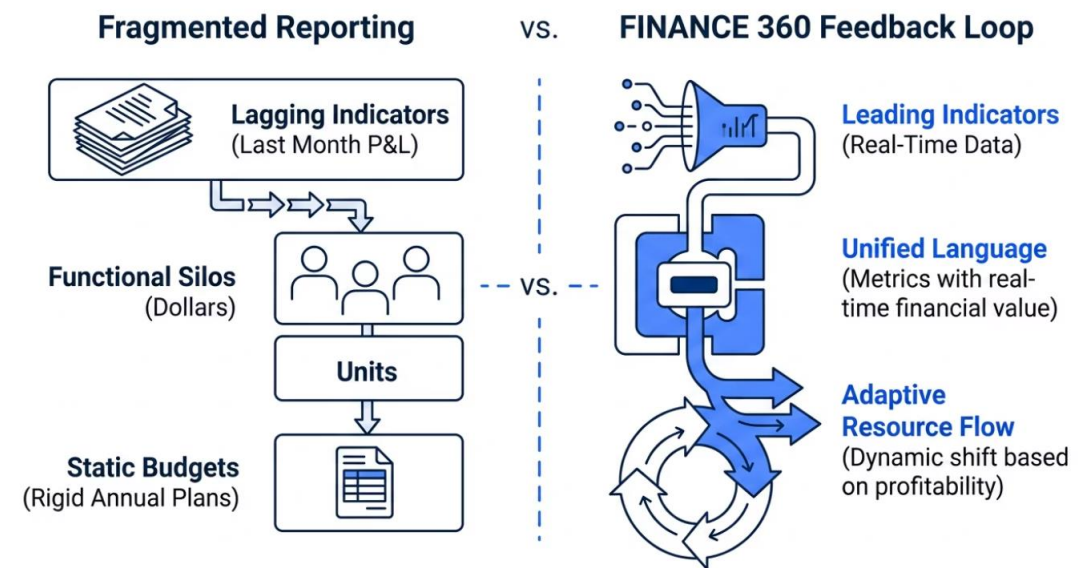 Fragmented Reporting
vs.
FINANCE 360 Feedback Loop
Lagging Indicators
(Last Month P&L)
Functional Silos
(Dollars)
Units
Static Budgets
(Rigid Annual Plans)
vs.
Leading Indicators
(Real-Time Data)
Unified Language
(Metrics with real-
time financial value)
Adaptive
Resource Flow
(Dynamic shift based
on profitability)